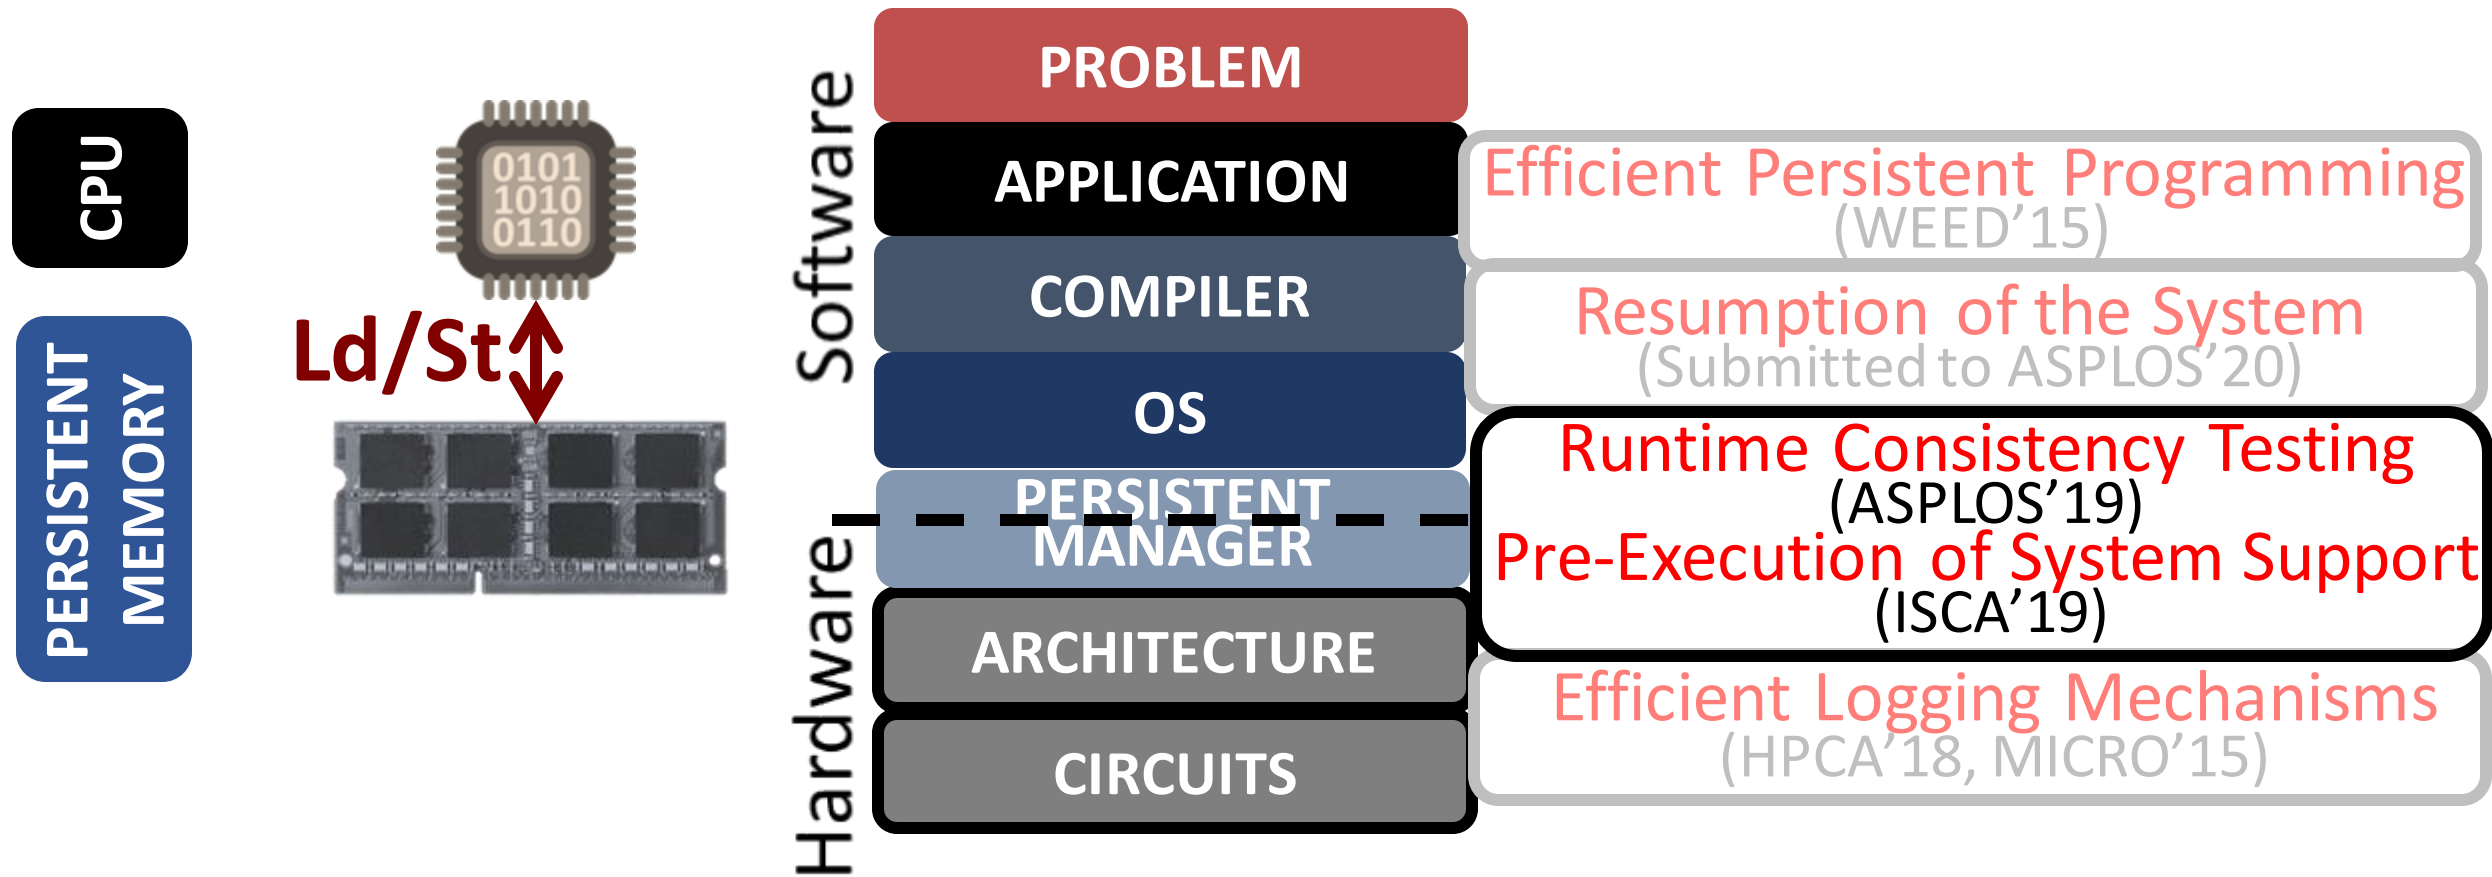 CPU
PERSISTENT
MEMORY
0101
1010
0110
Ld/St
Software
Hardware
PROBLEM
APPLICATION
COMPILER
OS
PERSISTENT
MANAGER
ARCHITECTURE
CIRCUITS
Efficient Persistent Programming
(WEED’15)
Resumption of the System
(Submitted to ASPLOS’20)
Runtime Consistency Testing
(ASPLOS’19)
Pre-Execution of System Support
(ISCA’19)
Efficient Logging Mechanisms
(HPCA’18, MICRO’15)